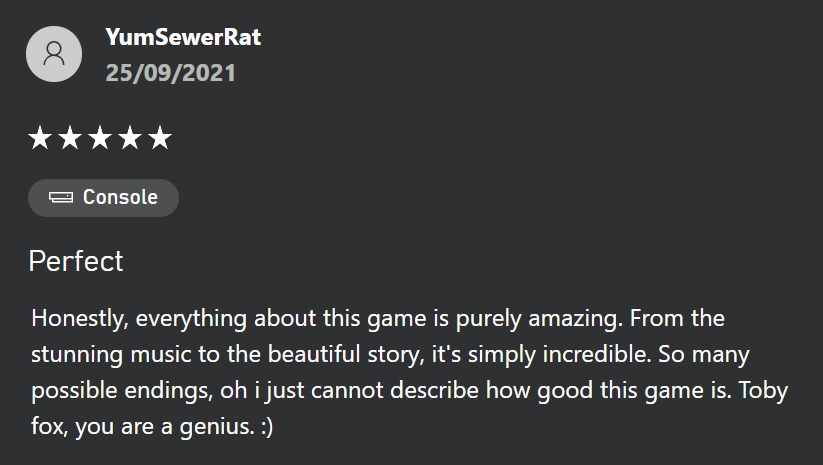 YumSewerRat
25/09/2021
★★★★★
Console
Perfect
Honestly, everything about this game is purely amazing. From the
stunning music to the beautiful story, it's simply incredible. So many
possible endings, oh i just cannot describe how good this game is. Toby
fox, you are a genius. :)